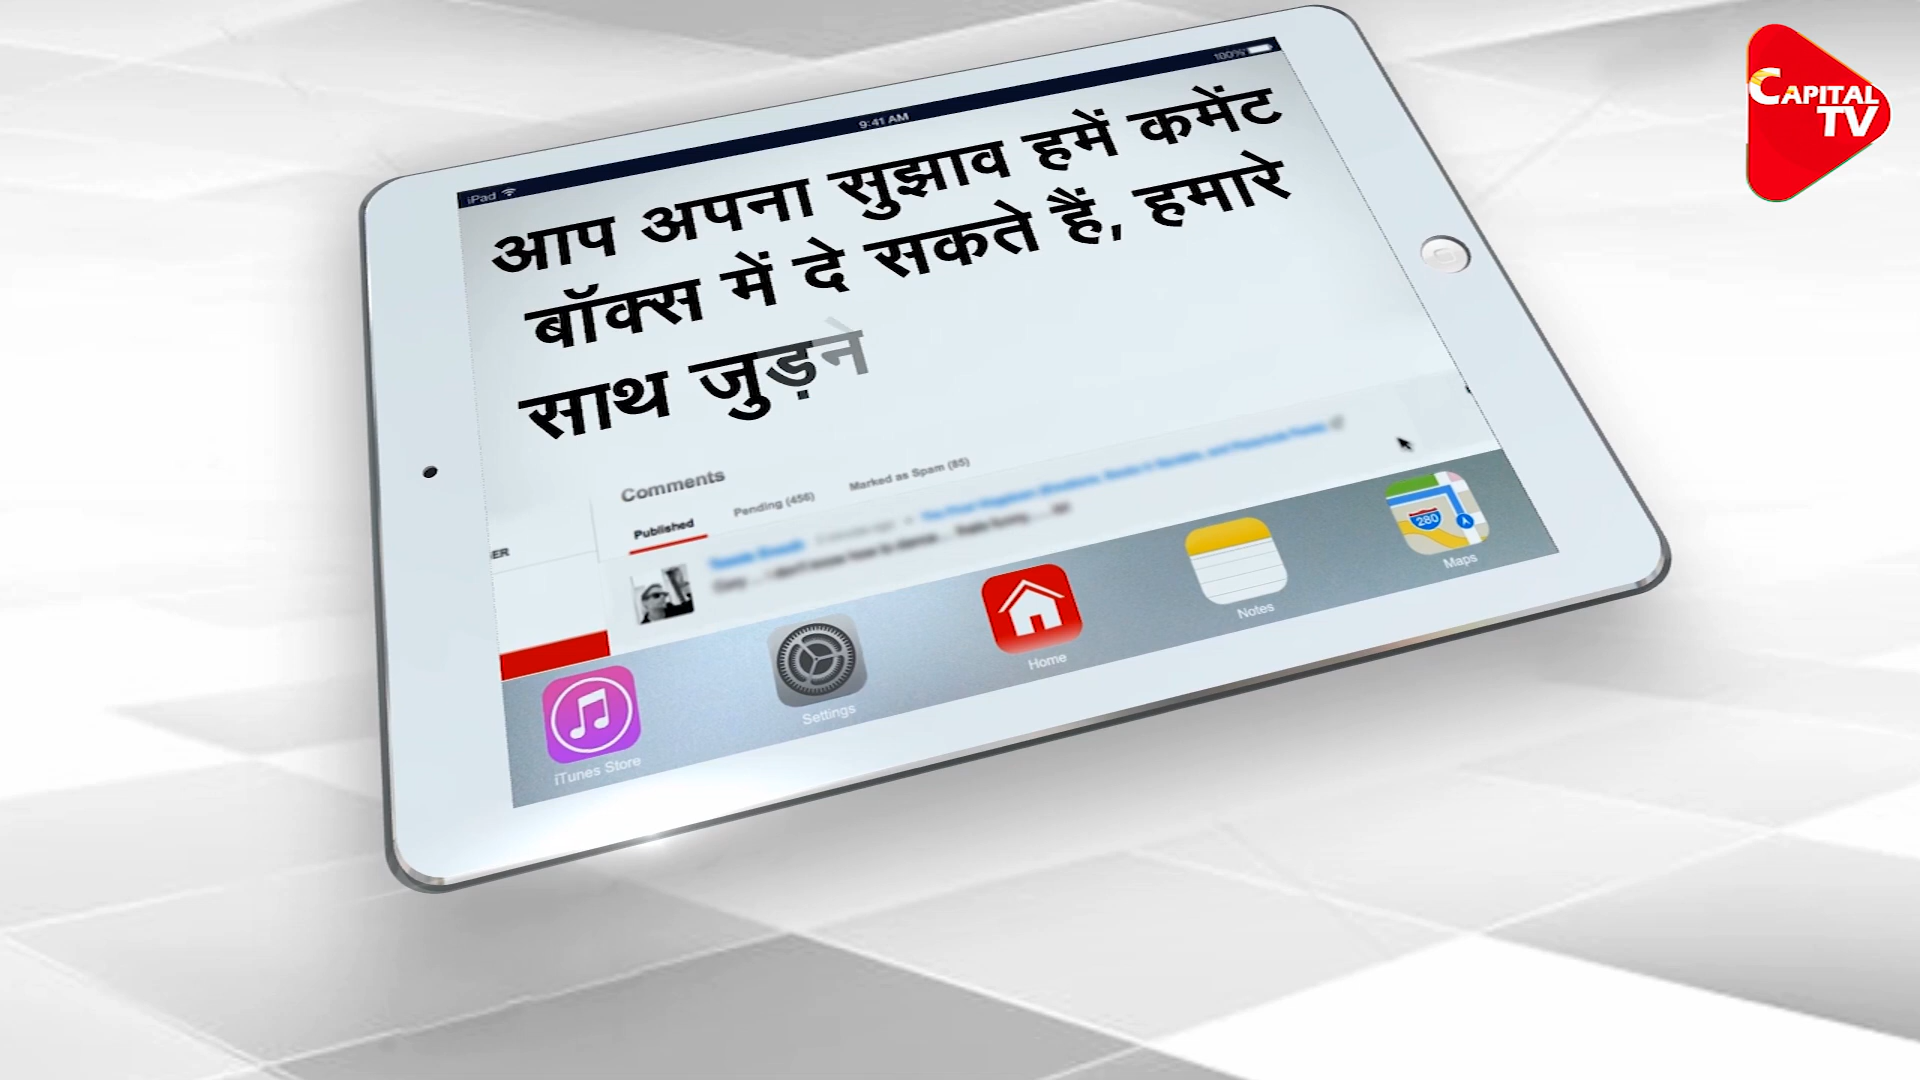 CAPITAL
TV
iPad
9:41 AM
100%
आप अपना सुझाव हमें कमेंट
बॉक्स में दे सकते हैं, हमारे
साथ जुड़ने
Comments
Published
Pending (456)
Marked as Spam (85)
ER
iTunes Store
Settings
Home
Notes
280
Maps